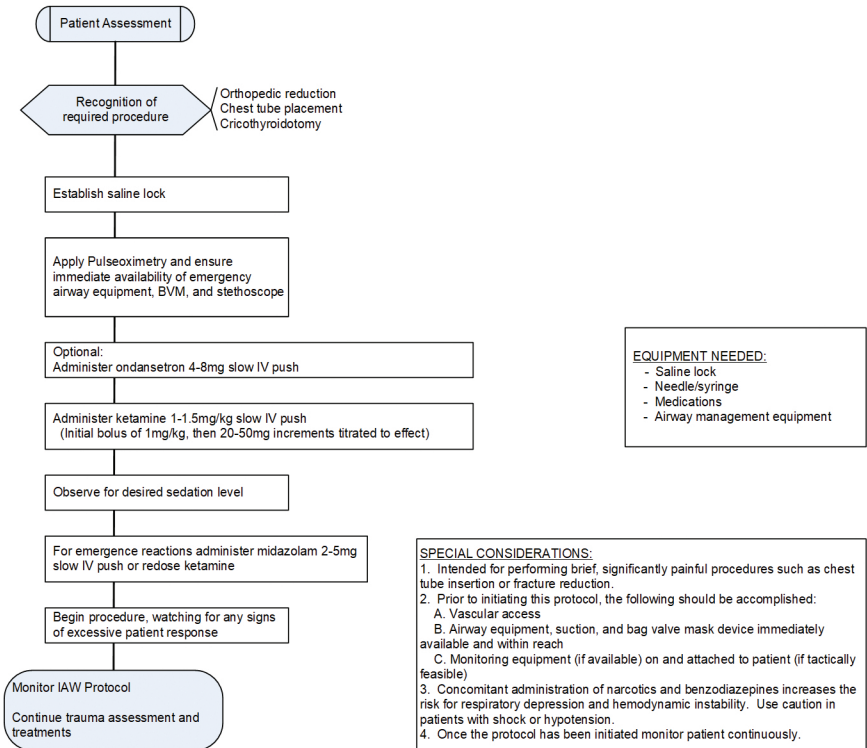 Patient Assessment
Recognition of
required procedure
Orthopedic reduction
Chest tube placement
Cricothyroidotomy
Establish saline lock
Apply Pulseoximetry and ensure
immediate availability of emergency
airway equipment, BVM, and stethoscope
Optional:
Administer ondansetron 4-8mg slow IV push
Administer ketamine 1-1.5mg/kg slow IV push
(Initial bolus of 1mg/kg, then 20-50mg increments titrated to effect)
Observe for desired sedation level
For emergence reactions administer midazolam 2-5mg
slow IV push or redose ketamine
Begin procedure, watching for any signs
of excessive patient response
Monitor IAW Protocol
Continue trauma assessment and
treatments
EQUIPMENT NEEDED:
- Saline lock
- Needle/syringe
- Medications
- Airway management equipment
SPECIAL CONSIDERATIONS:
1. Intended for performing brief, significantly painful procedures such as chest
tube insertion or fracture reduction.
2. Prior to initiating this protocol, the following should be accomplished:
A. Vascular access
B. Airway equipment, suction, and bag valve mask device immediately
available and within reach
C. Monitoring equipment (if available) on and attached to patient (if tactically
feasible)
3. Concomitant administration of narcotics and benzodiazepines increases the
risk for respiratory depression and hemodynamic instability. Use caution in
patients with shock or hypotension.
4. Once the protocol has been initiated monitor patient continuously.